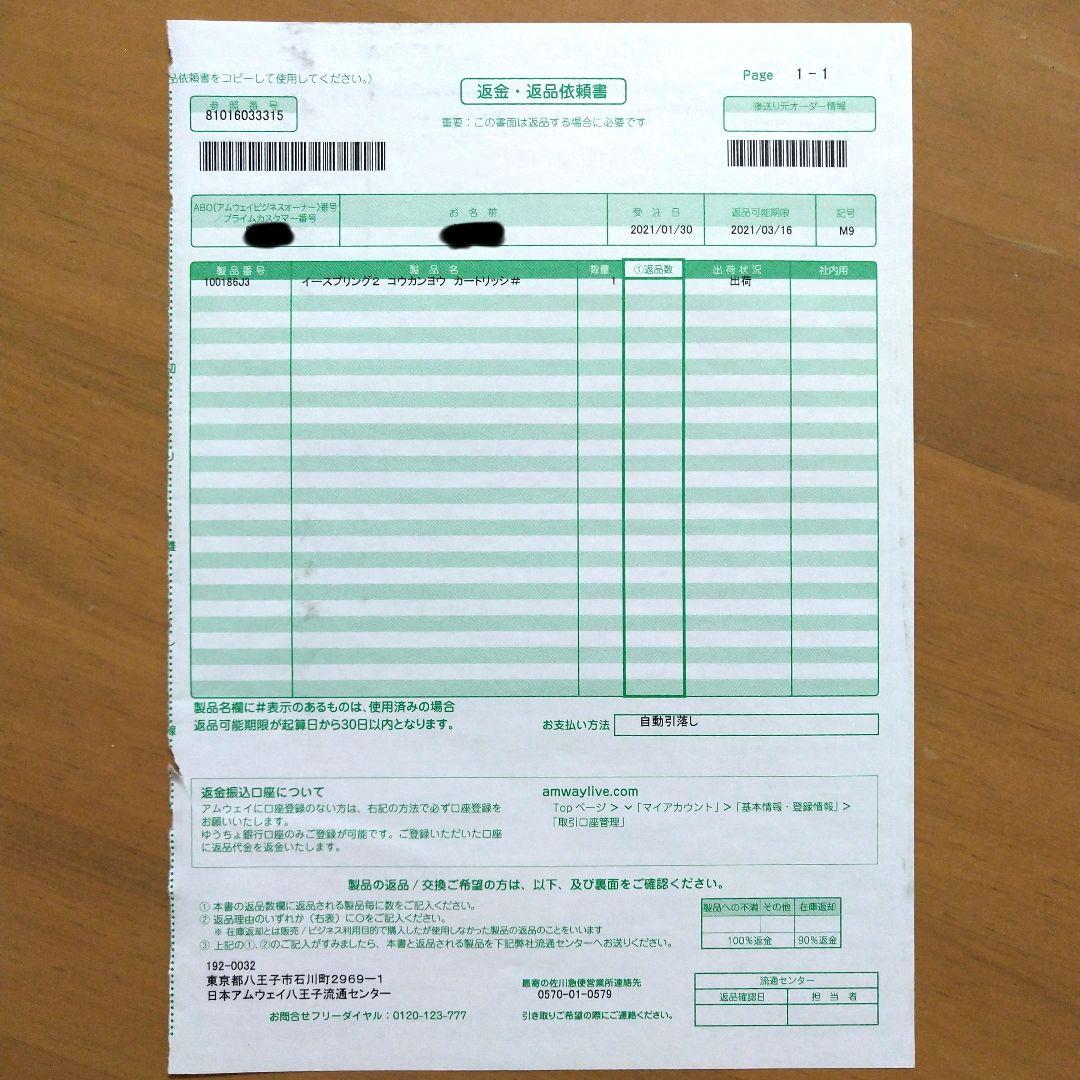 品依頼書をコピーして使用してください。)
Page 1-1
返金・返品依頼書
参照番号
81016033315
重要：この書面は返品する場合に必要です
後送り元オーダー情報
ABO(アムウェイビジネスオーナー)番号
/プライムカスタマー番号
お名前
受注日
返品可能期限
記号
2021/01/30
2021/03/16
M9
製品番号 製品名 数量 ①返品数 出荷状況 社内用
100186J3 イースプリング2 コウカンヨウ カートリッジ# 1 出荷
製品名欄に#表示のあるものは、使用済みの場合
返品可能期限が起算日から30日以内となります。
お支払い方法 自動引落し
返金振込口座について
アムウェイに口座登録のない方は、右記の方法で必ず口座登録を
お願いいたします。
ゆうちょ銀行口座のみご登録が可能です。ご登録いただいた口座
に返品代金を返金いたします。
amwaylive.com
Topページ>∨「マイアカウント」>「基本情報・登録情報」>
「取引口座管理」
製品の返品/交換ご希望の方は、以下、及び裏面をご確認ください。
①本書の返品数欄に返品される製品毎に数をご記入ください。
②返品理由のいずれか(右表)に○をご記入ください。
※在庫返却とは販売/ビジネス利用目的で購入したが使用しなかった製品の返品のことをいいます
③上記の①、②のご記入がすみましたら、本書と返品される製品を下記弊社流通センターへお送りください。
製品への不満 その他 在庫返却
100%返金 90%返金
192-0032
東京都八王子市石川町2969-1
日本アムウェイ八王子流通センター
お問合せフリーダイヤル：0120-123-777
最寄の佐川急便営業所連絡先
0570-01-0579
引き取りご希望の際にご連絡ください。
流通センター
返品確認日 担当者